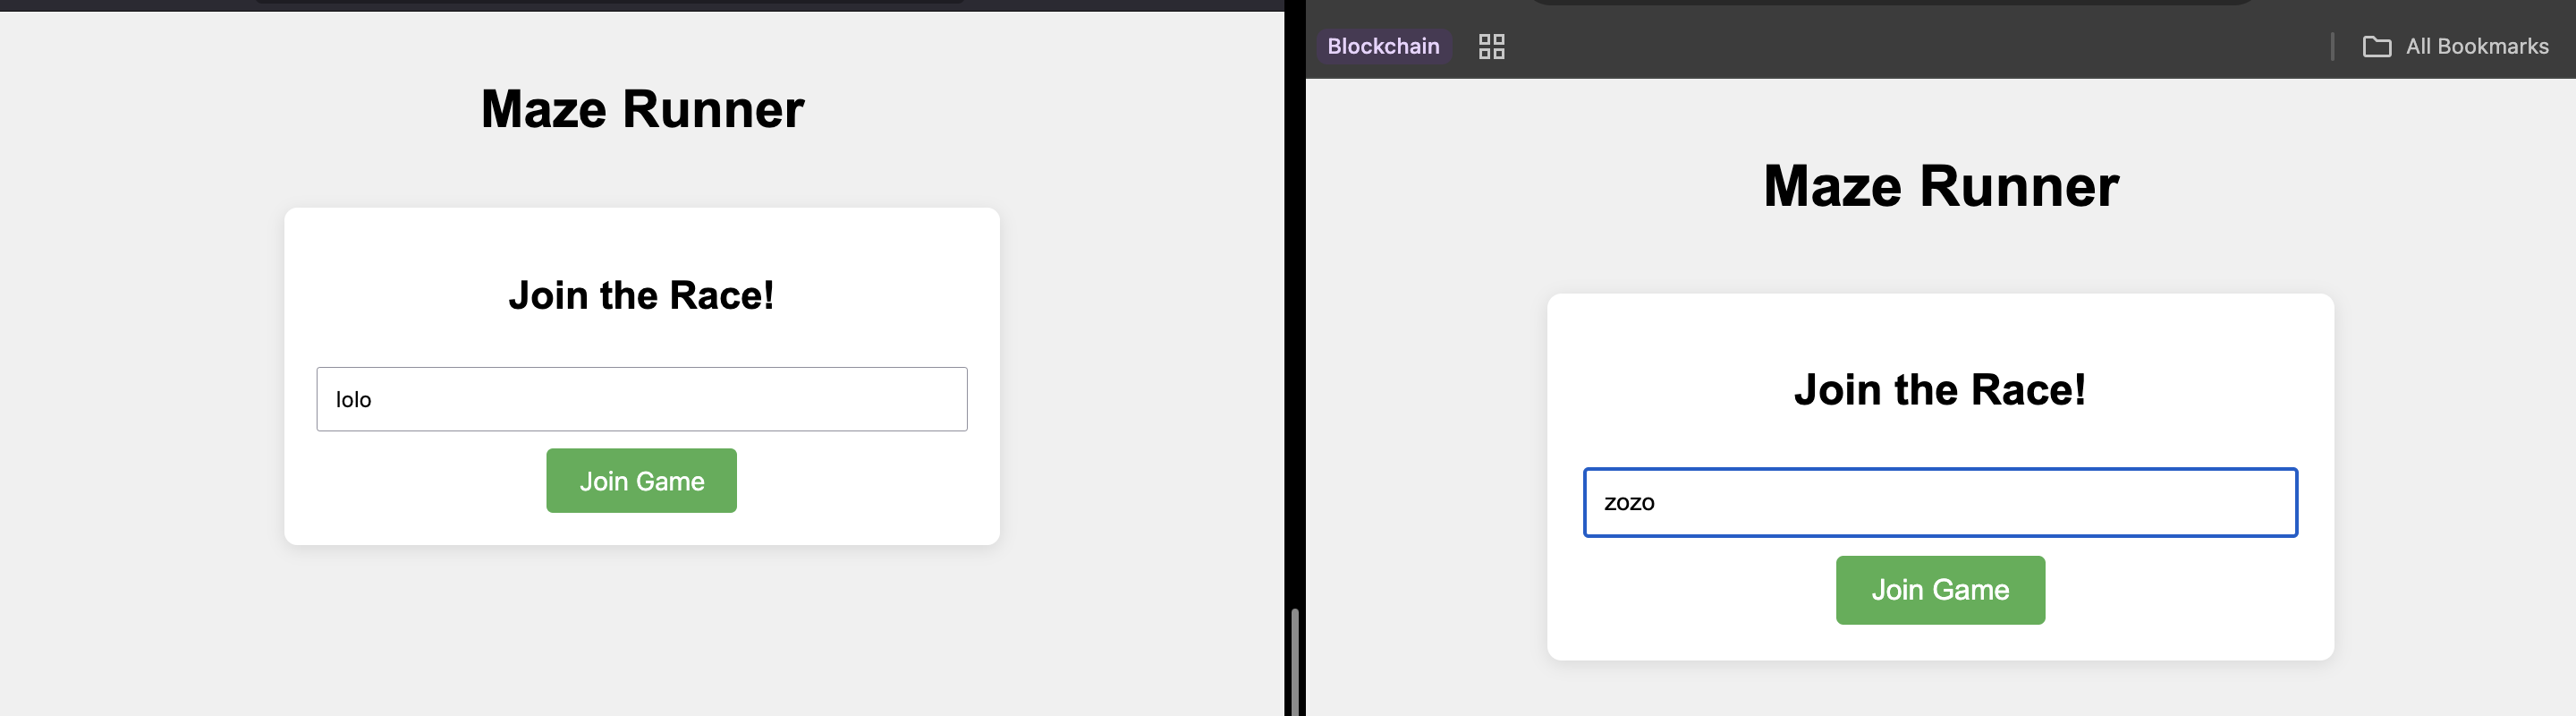 Maze Runner
Join the Race!
lolo
Join Game
Blockchain
All Bookmarks
Maze Runner
Join the Race!
zozo
Join Game